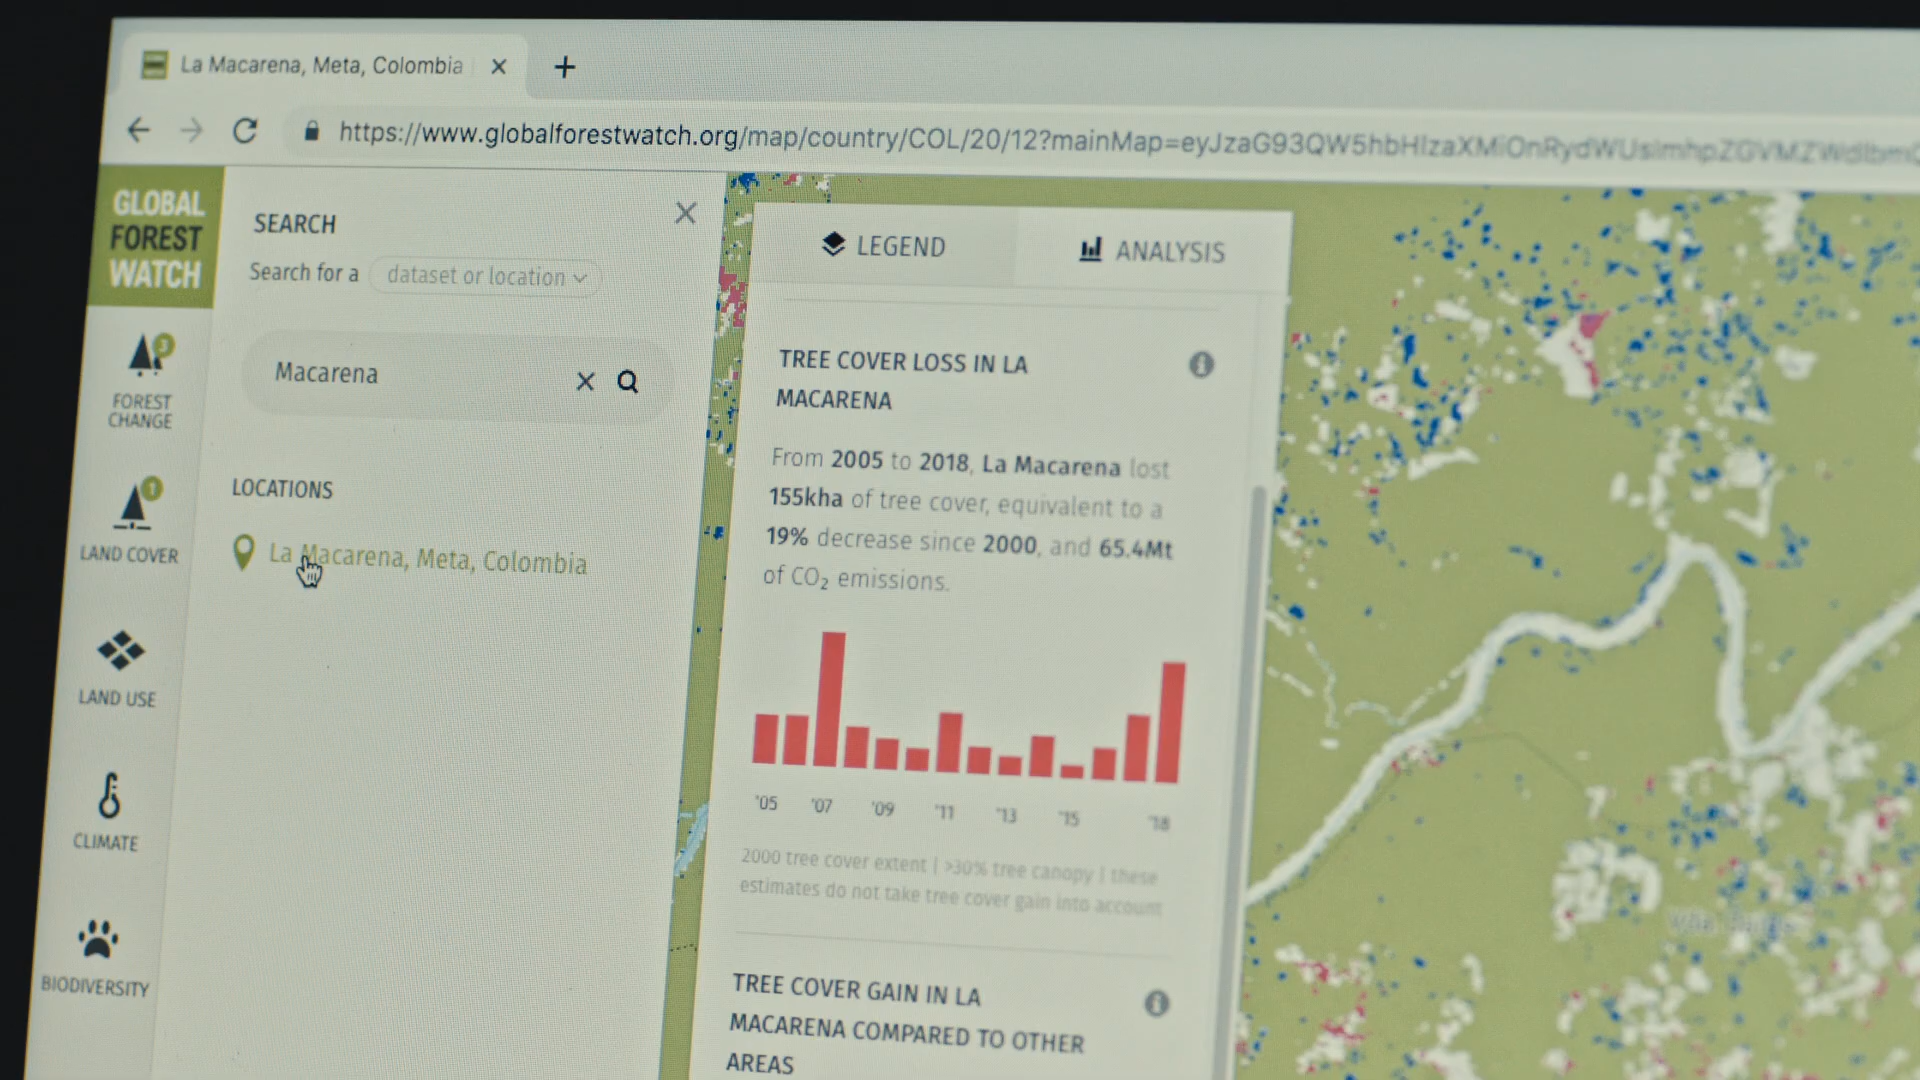 La Macarena, Meta, Colombia
https://www.globalforestwatch.org/map/country/COL/20/12?mainMap=eyJzaG93QW5hbHlzaXMiOnRydWUsImhpZGVMZWdlbmQ
GLOBAL
FOREST
WATCH
3
FOREST
CHANGE
1
LAND COVER
LAND USE
CLIMATE
BIODIVERSITY
SEARCH
Search for a dataset or location
Macarena
LOCATIONS
La Macarena, Meta, Colombia
LEGEND
ANALYSIS
TREE COVER LOSS IN LA
MACARENA
From 2005 to 2018, La Macarena lost
155kha of tree cover, equivalent to a
19% decrease since 2000, and 65.4Mt
of CO₂ emissions.
'05 '07 '09 '11 '13 '15 '18
2000 tree cover extent | >30% tree canopy | these
estimates do not take tree cover gain into account
TREE COVER GAIN IN LA
MACARENA COMPARED TO OTHER
AREAS